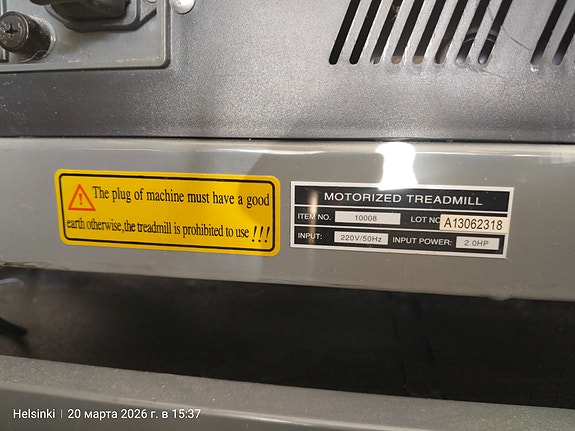 The plug of machine must have a good
earth otherwise,the treadmill is prohibited to use !!!
MOTORIZED TREADMILL
ITEM NO. 10008 LOT NO A13062318
INPUT: 220V/50Hz INPUT POWER: 2.0HP
Helsinki | 20 марта 2026 г. в 15:37